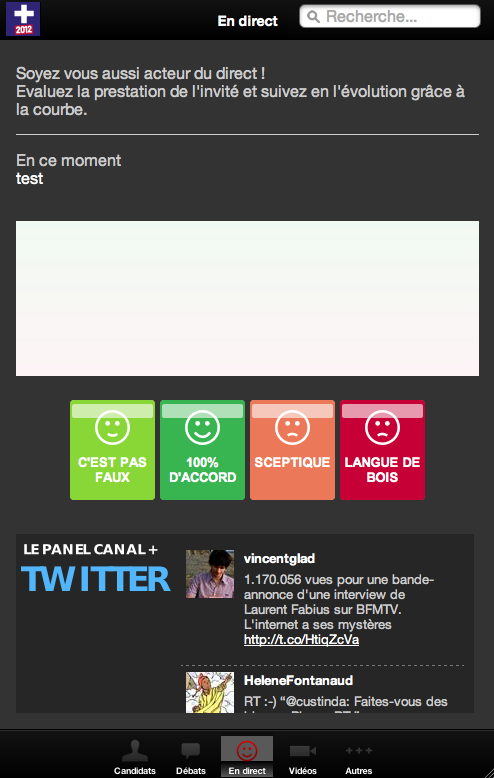 2012
En direct
Recherche...
Soyez vous aussi acteur du direct !
Evaluez la prestation de l'invité et suivez en l'évolution grâce à
la courbe.
En ce moment
test
C'EST PAS
FAUX
100%
D'ACCORD
SCEPTIQUE
LANGUE DE
BOIS
LE PANEL CANAL+
TWITTER
vincentglad
1.170.056 vues pour une bande-
annonce d'une interview de
Laurent Fabius sur BFMTV.
L'internet a ses mystères
http://t.co/HtiqZcVa
HeleneFontanaud
RT :-) “@custinda: Faites-vous des
Candidats
Débats
En direct
Vidéos
Autres